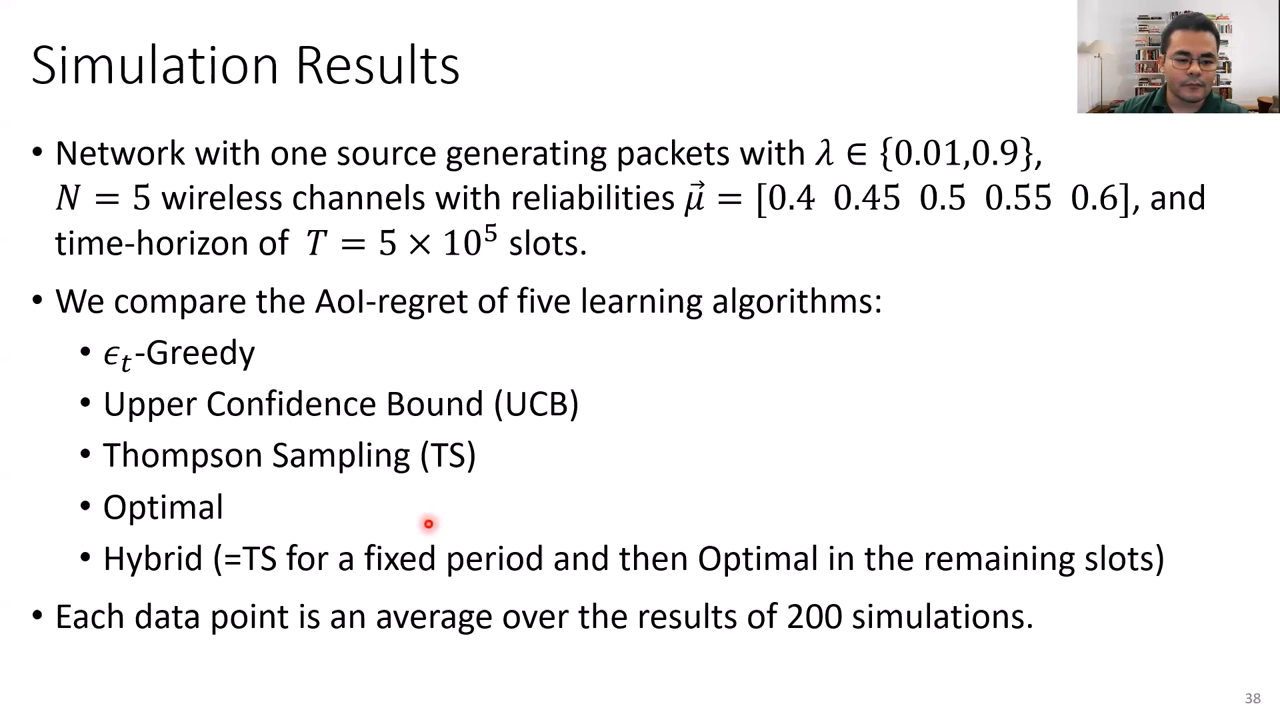 Simulation Results
• Network with one source generating packets with λ ∈ {0.01,0.9},
N = 5 wireless channels with reliabilities μ⃗ = [0.4 0.45 0.5 0.55 0.6], and
time-horizon of T = 5 × 10⁵ slots.
• We compare the AoI-regret of five learning algorithms:
• ϵₜ-Greedy
• Upper Confidence Bound (UCB)
• Thompson Sampling (TS)
• Optimal
• Hybrid (=TS for a fixed period and then Optimal in the remaining slots)
• Each data point is an average over the results of 200 simulations.
38